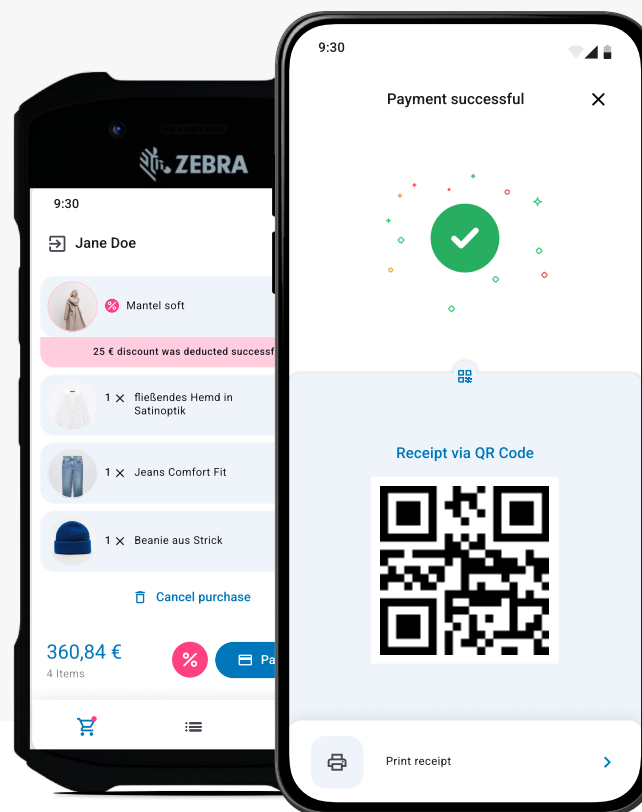 ZEBRA
9:30
Jane Doe
Mantel soft
25 € discount was deducted
1 × fließendes Hemd in
Satinoptik
1 × Jeans Comfort Fit
1 × Beanie aus Strick
Cancel purchase
360,84 €
4 Items
9:30
Payment successful
Receipt via QR Code
Print receipt